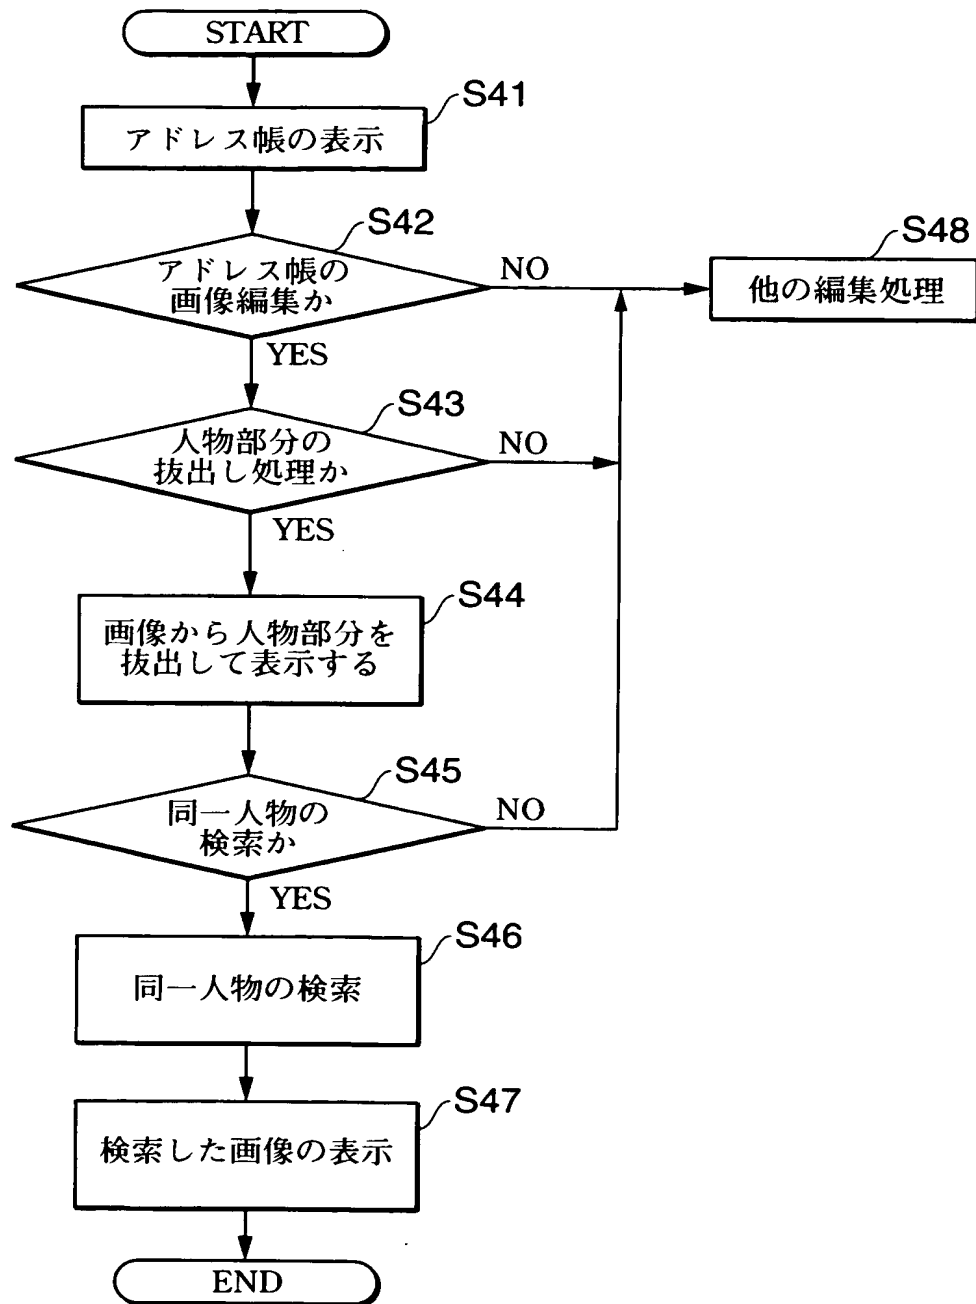 START
S41
アドレス帳の表示
S42
アドレス帳の
画像編集か
NO
S48
他の編集処理
YES
S43
人物部分の
抜出し処理か
NO
YES
S44
画像から人物部分を
抜出して表示する
S45
同一人物の
検索か
NO
YES
S46
同一人物の検索
S47
検索した画像の表示
END